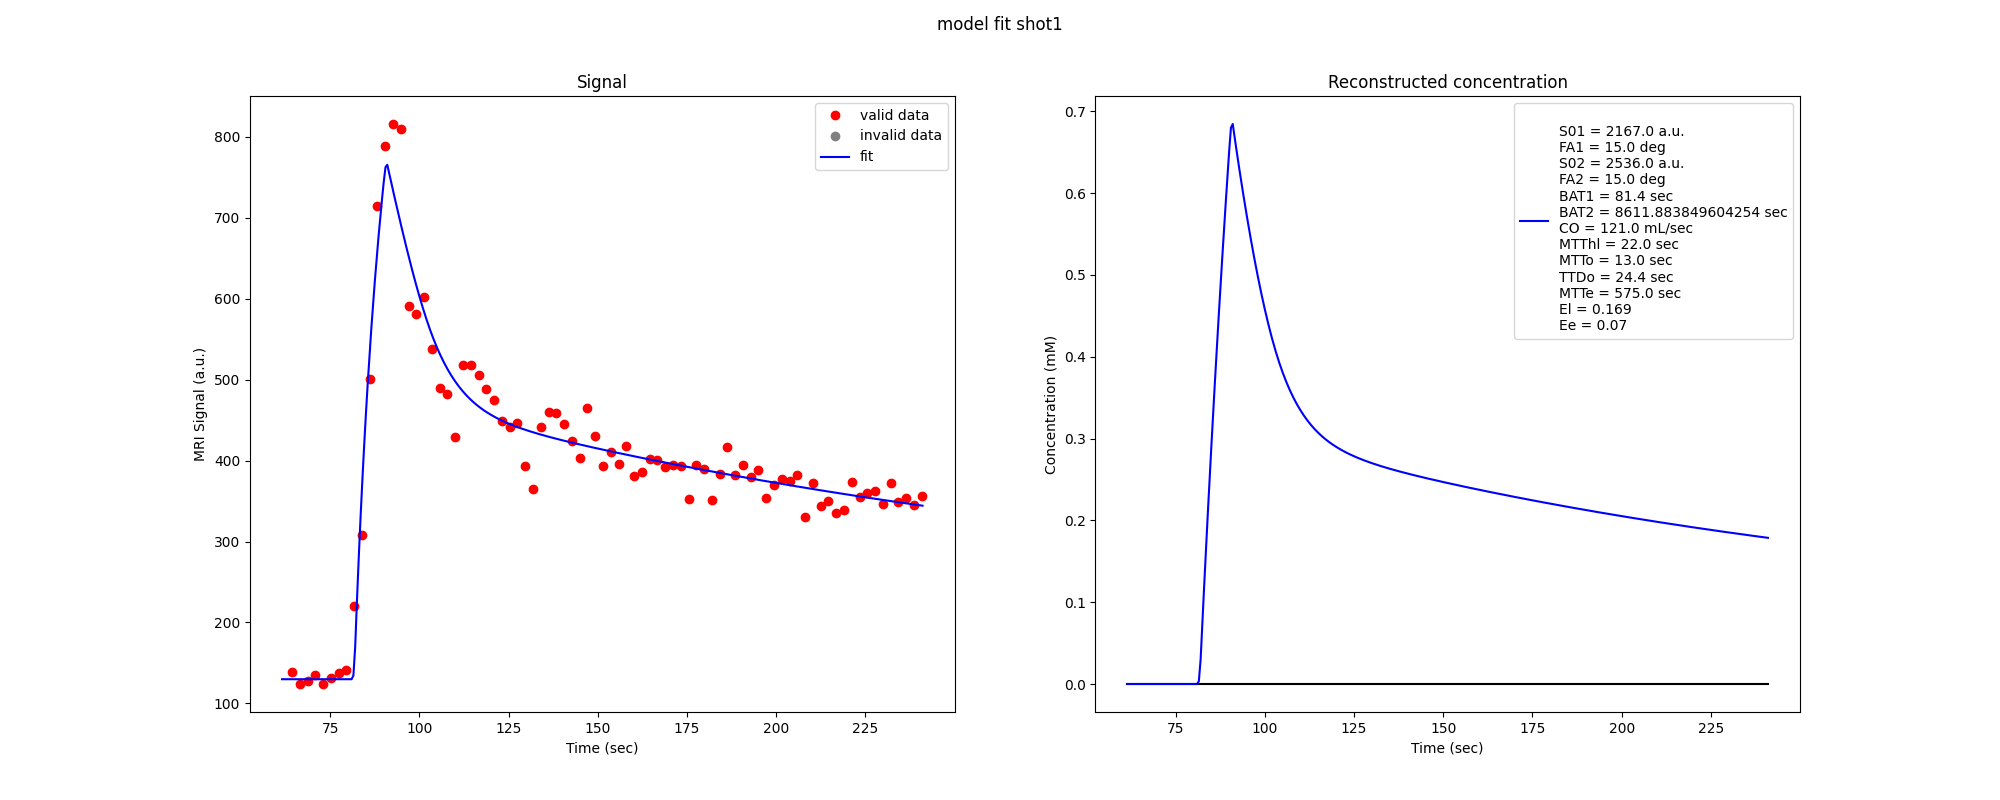 model fit shot1
Signal
MRI Signal (a.u.)
800
700
600
500
400
300
200
100
valid data
invalid data
fit
75
100
125
150
175
200
225
Time (sec)
Reconstructed concentration
Concentration (mM)
0.7
0.6
0.5
0.4
0.3
0.2
0.1
0.0
S01 = 2167.0 a.u.
FA1 = 15.0 deg
S02 = 2536.0 a.u.
FA2 = 15.0 deg
BAT1 = 81.4 sec
BAT2 = 8611.883849604254 sec
CO = 121.0 mL/sec
MTThl = 22.0 sec
MTTo = 13.0 sec
TTDo = 24.4 sec
MTTe = 575.0 sec
El = 0.169
Ee = 0.07
75
100
125
150
175
200
225
Time (sec)